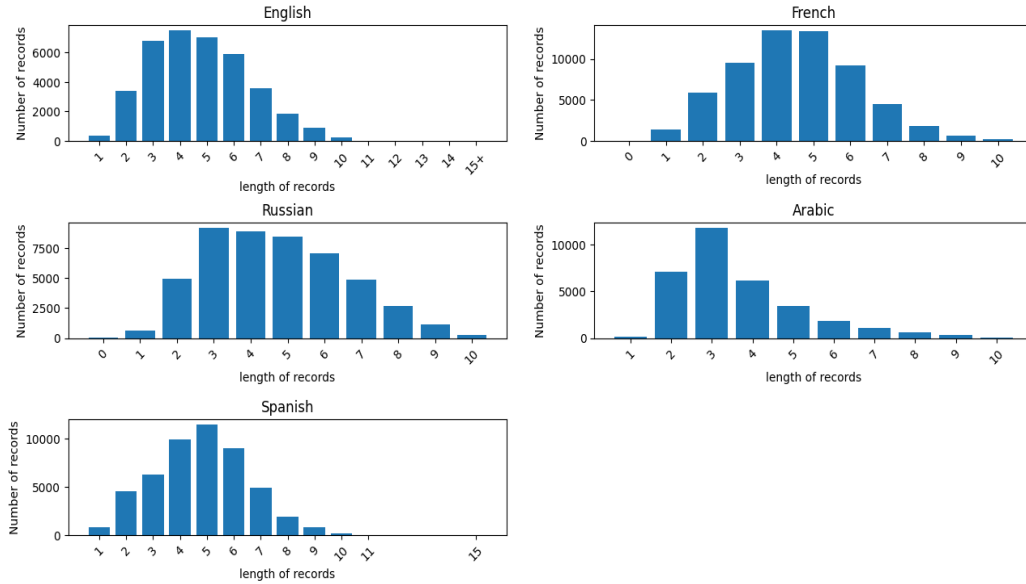 English
Number of records
6000
4000
2000
0
1 2 3 4 5 6 7 8 9 10 11 12 13 14 15+
length of records
French
Number of records
10000
5000
0
0 1 2 3 4 5 6 7 8 9 10
length of records
Russian
Number of records
7500
5000
2500
0
0 1 2 3 4 5 6 7 8 9 10
length of records
Arabic
Number of records
10000
5000
0
1 2 3 4 5 6 7 8 9 10
length of records
Spanish
Number of records
10000
5000
0
1 2 3 4 5 6 7 8 9 10 11 15
length of records